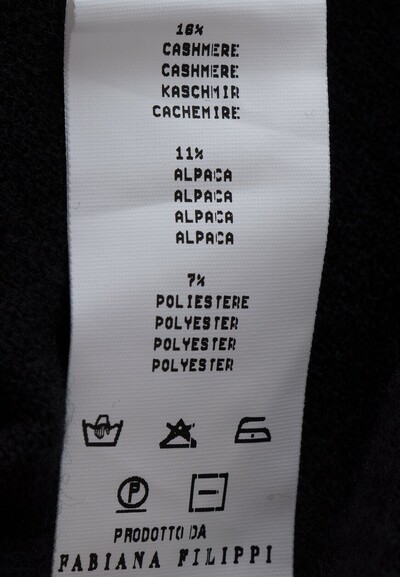 16%
CASHMERE
CASHMERE
KASCHMIR
CACHEMIRE
11%
ALPACA
ALPACA
ALPACA
ALPACA
7%
POLIESTERE
POLYESTER
POLYESTER
POLYESTER
P
PRODOTTO DA
FABIANA FILIPPI